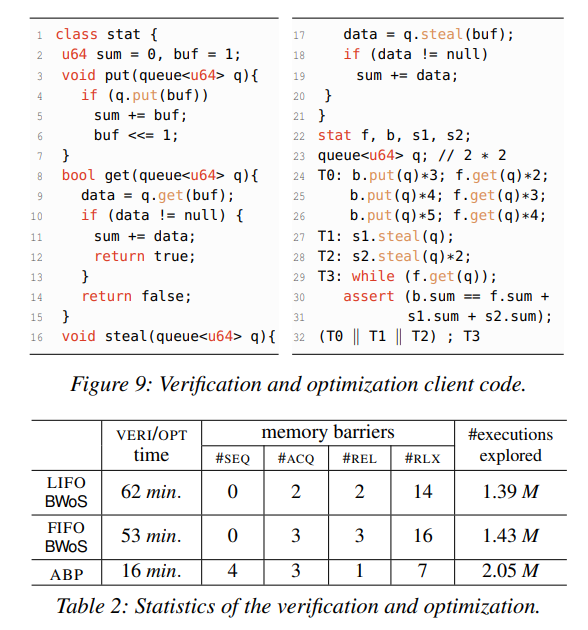 1 class stat {
2 u64 sum = 0, buf = 1;
3 void put(queue<u64> q){
4 if (q.put(buf))
5 sum += buf;
6 buf <<= 1;
7 }
8 bool get(queue<u64> q){
9 data = q.get(buf);
10 if (data != null) {
11 sum += data;
12 return true;
13 }
14 return false;
15 }
16 void steal(queue<u64> q){
17 data = q.steal(buf);
18 if (data != null)
19 sum += data;
20 }
21 }
22 stat f, b, s1, s2;
23 queue<u64> q; // 2 * 2
24 T0: b.put(q)*3; f.get(q)*2;
25 b.put(q)*4; f.get(q)*3;
26 b.put(q)*5; f.get(q)*4;
27 T1: s1.steal(q);
28 T2: s2.steal(q)*2;
29 T3: while (f.get(q));
30 assert (b.sum == f.sum +
31 s1.sum + s2.sum);
32 (T0 ‖ T1 ‖ T2) ; T3
Figure 9: Verification and optimization client code.
VERI/OPT time memory barriers #executions explored
#SEQ #ACQ #REL #RLX
LIFO BWoS 62 min. 0 2 2 14 1.39 M
FIFO BWoS 53 min. 0 3 3 16 1.43 M
ABP 16 min. 4 3 1 7 2.05 M
Table 2: Statistics of the verification and optimization.